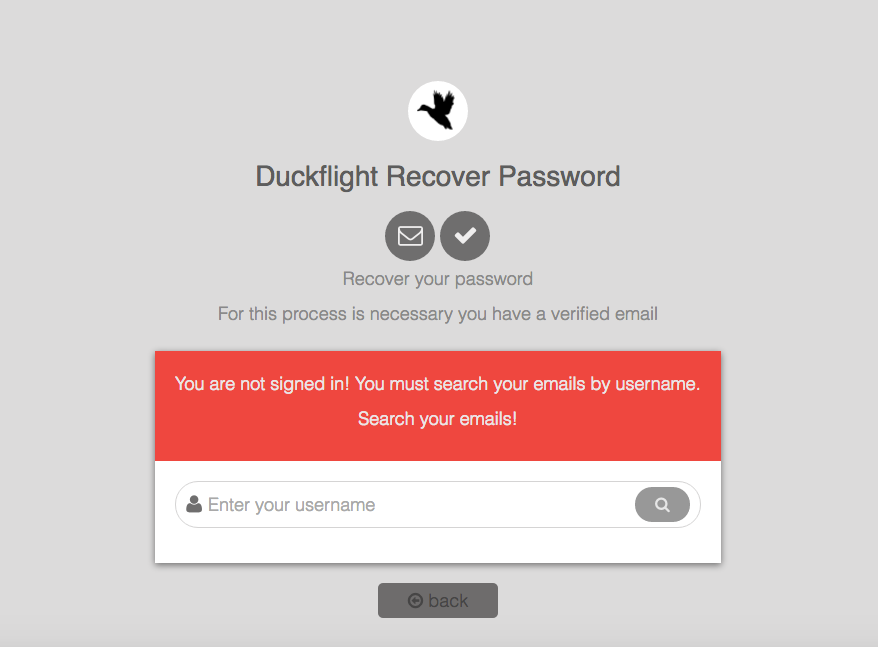 Duckflight Recover Password
Recover your password
For this process is necessary you have a verified email
You are not signed in! You must search your emails by username.
Search your emails!
Enter your username
back